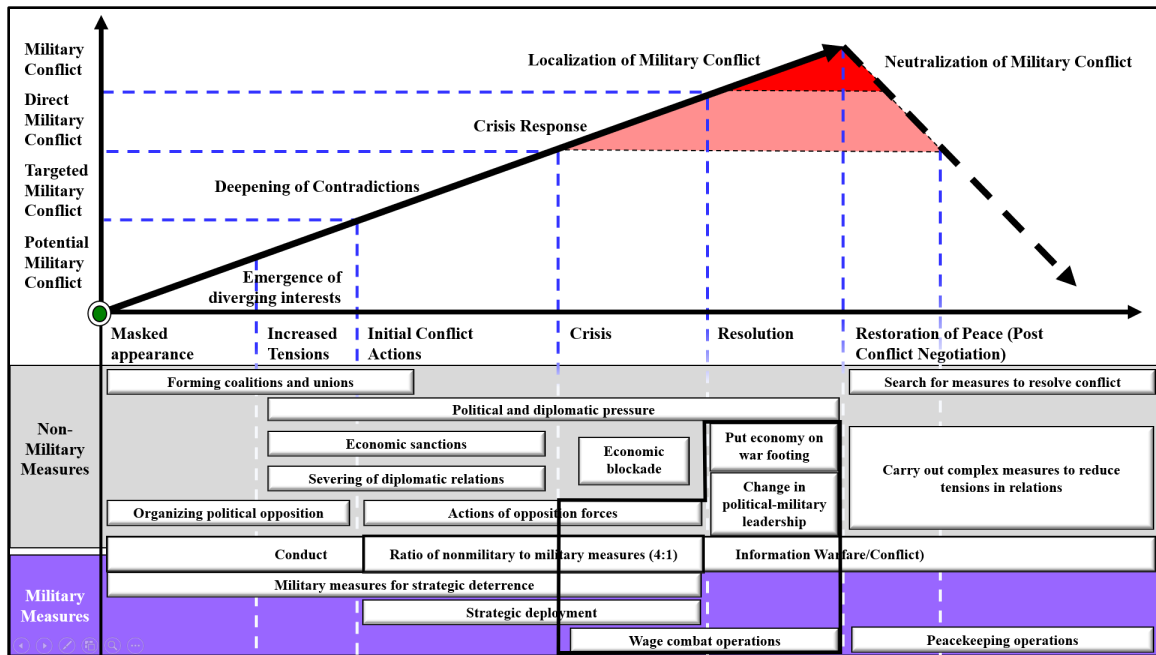 Military
Conflict
Direct
Military
Conflict
Targeted
Military
Conflict
Potential
Military
Conflict
Localization of Military Conflict
Neutralization of Military Conflict
Crisis Response
Deepening of Contradictions
Emergence of
diverging interests
Masked
appearance
Increased
Tensions
Initial Conflict
Actions
Crisis
Resolution
Restoration of Peace (Post
Conflict Negotiation)
Non-
Military
Measures
Forming coalitions and unions
Search for measures to resolve conflict
Political and diplomatic pressure
Economic sanctions
Severing of diplomatic relations
Economic
blockade
Put economy on
war footing
Change in
political-military
leadership
Carry out complex measures to reduce
tensions in relations
Organizing political opposition
Actions of opposition forces
Conduct
Ratio of nonmilitary to military measures (4:1)
Information Warfare/Conflict)
Military
Measures
Military measures for strategic deterrence
Strategic deployment
Wage combat operations
Peacekeeping operations